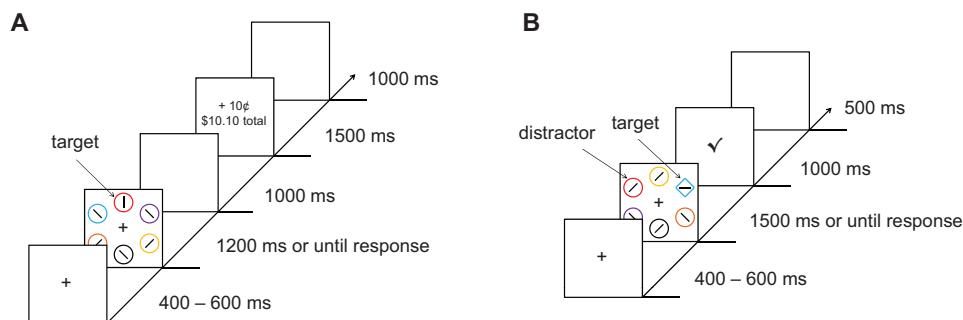 A
target
+ 10¢
$10.10 total
1000 ms
1500 ms
1000 ms
1200 ms or until response
400 – 600 ms
+
+
B
distractor
target
✓
500 ms
1000 ms
1500 ms or until response
400 – 600 ms
+
+